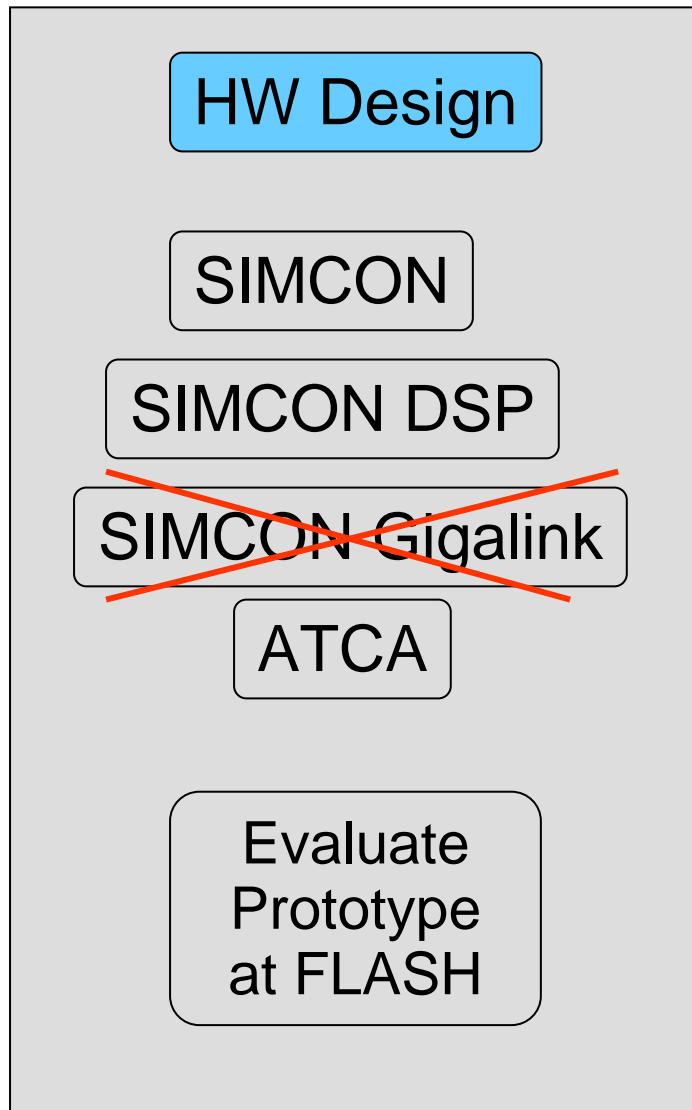 HW Design
SIMCON
SIMCON DSP
SIMCON Gigalink
ATCA
Evaluate
Prototype
at FLASH